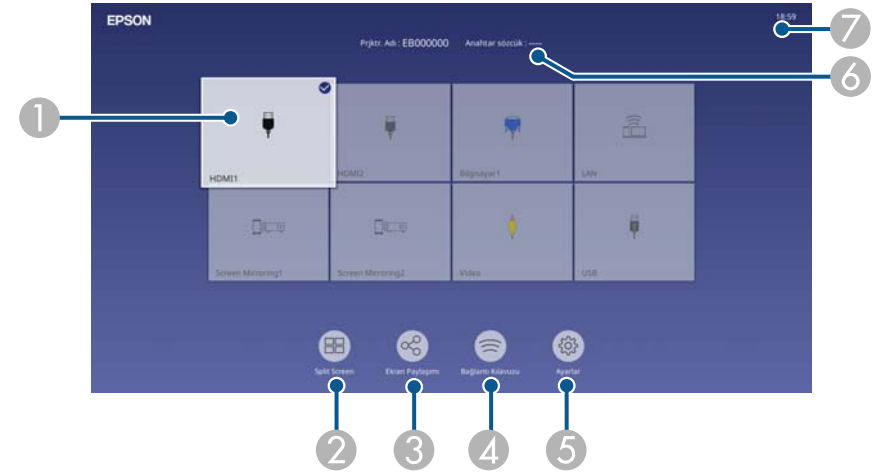 EPSON
18:59
7
Prjktr. Adı : EB000000 Anahtar sözcük : ----
6
1
HDMI1
HDMI2
Bilgisayar1
LAN
Screen Mirroring1
Screen Mirroring2
Video
USB
Split Screen
Ekran Paylaşımı
Bağlantı Kılavuzu
Ayarlar
2
3
4
5